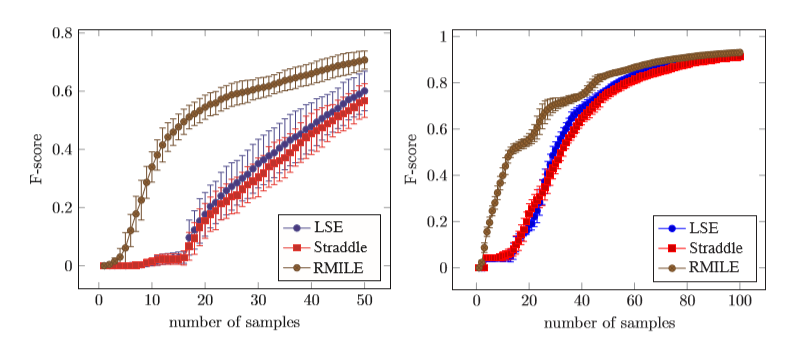 0.8
0.6
0.4
0.2
0
F-score
0 10 20 30 40 50
number of samples
LSE
Straddle
RMILE
1
0.8
0.6
0.4
0.2
0
F-score
0 20 40 60 80 100
number of samples
LSE
Straddle
RMILE